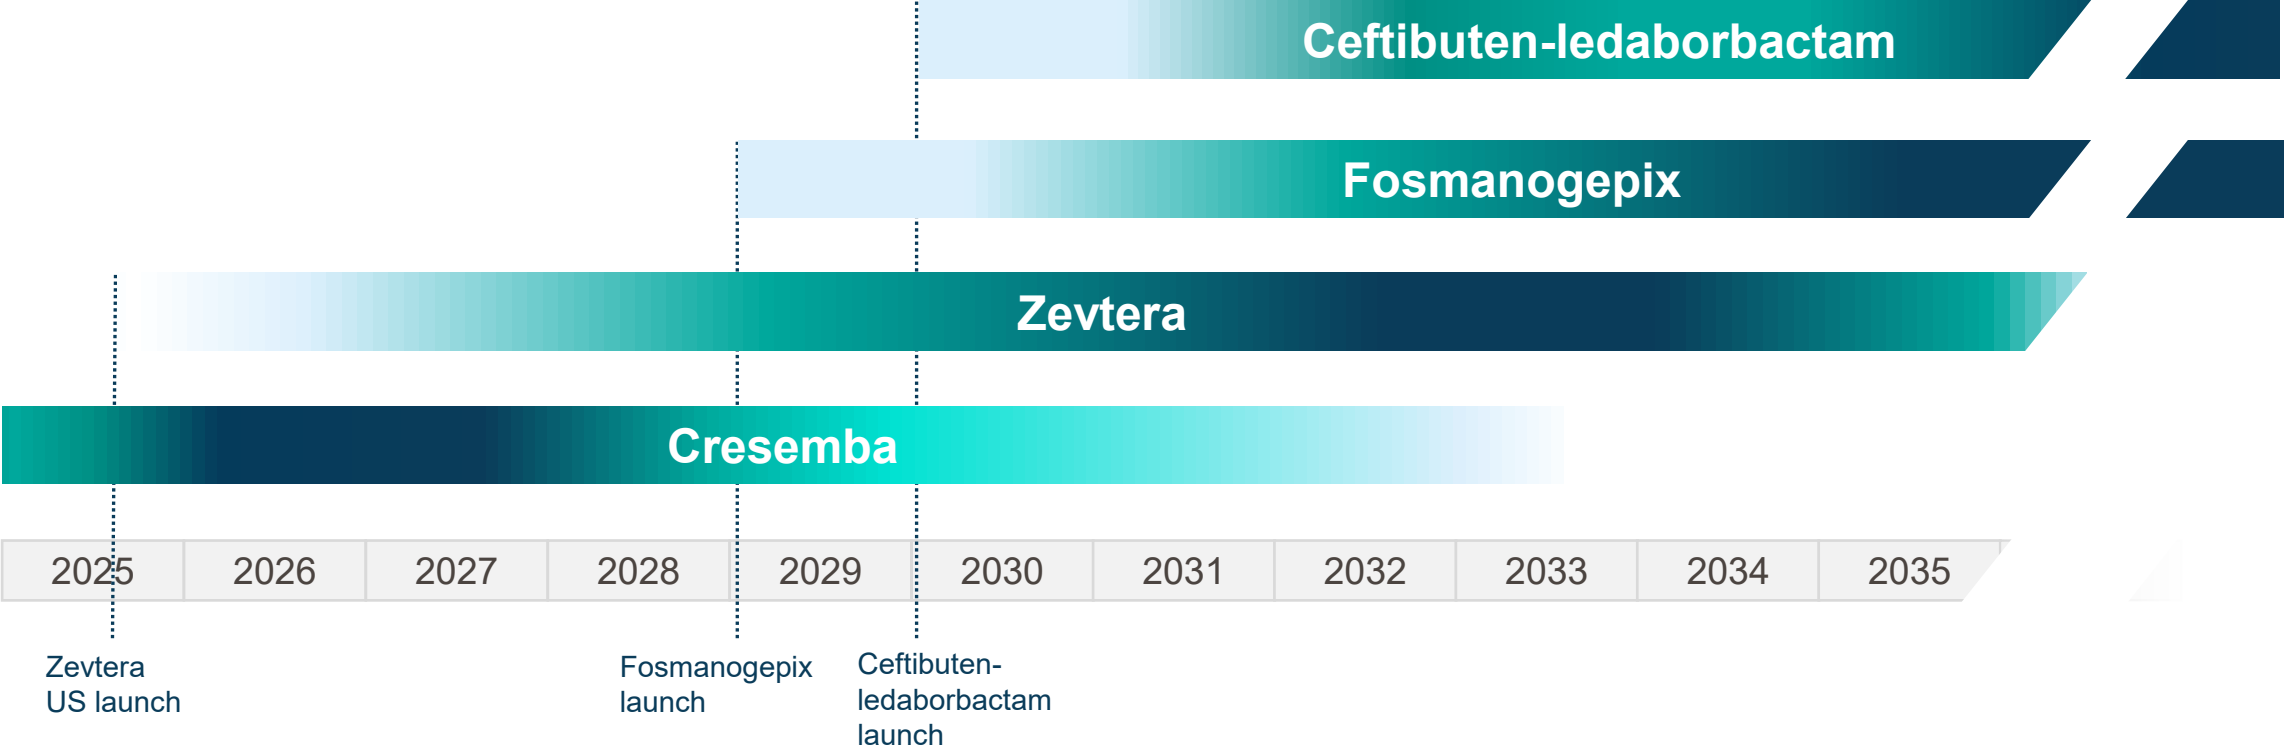 Ceftibuten-ledaborbactam
Fosmanogepix
Zevtera
Cresemba
2025 2026 2027 2028 2029 2030 2031 2032 2033 2034 2035
Zevtera
US launch
Fosmanogepix
launch
Ceftibuten-
ledaborbactam
launch